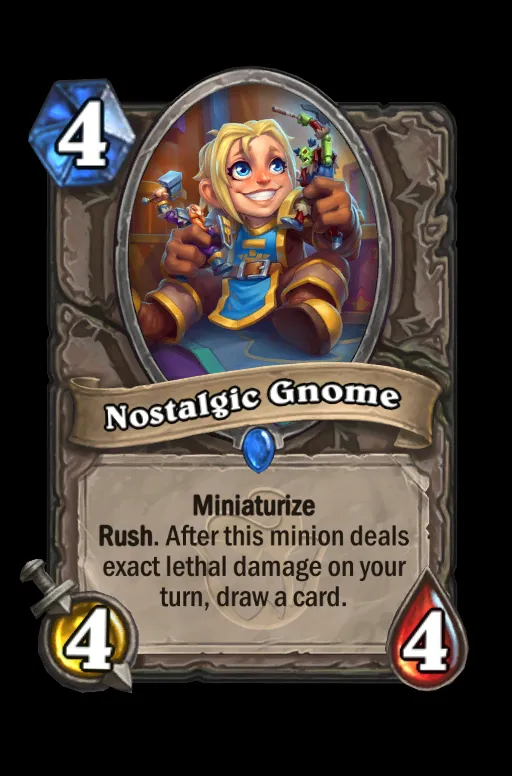 4
Nostalgic Gnome
Miniaturize
Rush. After this minion deals
exact lethal damage on your
turn, draw a card.
4
4